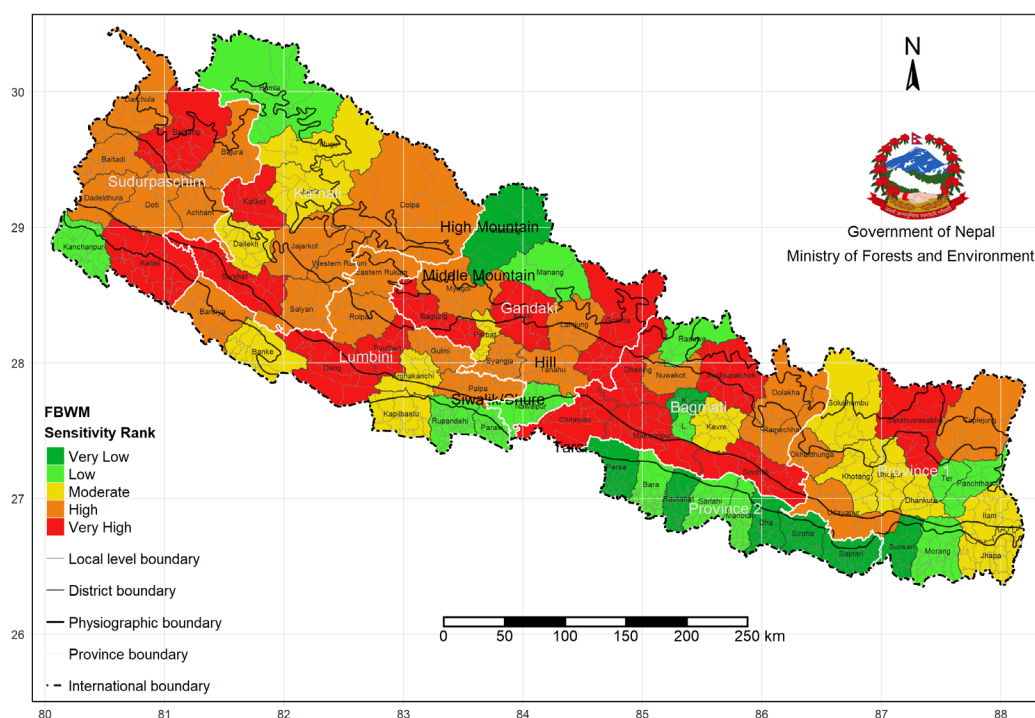 N
Government of Nepal
Ministry of Forests and Environment
30
29
28
27
26
80
81
82
83
84
85
86
87
88
Humla
Darchula
Bajhang
Bajura
Mugu
Baitadi
Sudurpaschim
Karnali
Kalikot
Dolpa
Dadeldhura
Doti
Achham
High Mountain
Kanchanpur
Dailekh
Jajarkot
Kailali
Surkhet
Western Rukum
Eastern Rukum
Middle Mountain
Manang
Myagdi
Bardiya
Salyan
Rolpa
Baglung
Gandaki
Kaski
Lamjung
Gorkha
Parbat
Rasuwa
Banke
Pyuthan
Lumbini
Dang
Gulmi
Syangja
Hill
Tanahu
Dhading
Nuwakot
Sindhupalchok
Dolakha
Arghakanchi
Palpa
Siwalik/Chure
Kapilbastu
Rupandehi
Parasi
Nawalpur
Chitawan
Makwanpur
Bagmati
Kavre
L
Ramechhap
Solukhumbu
Sankhuwasabha
Taplejung
Okhaldhunga
Province 1
Khotang
Ter
Panchthar
Sindhuli
Parsa
Bara
Rautahat
Sarlahi
Province 2
Dha
Siraha
Saptari
Udayapur
Dhankuta
Ilam
Sunsari
Morang
Jhapa
FBWM
Sensitivity Rank
Very Low
Low
Moderate
High
Very High
Local level boundary
District boundary
Physiographic boundary
Province boundary
International boundary
0
50
100
150
200
250 km